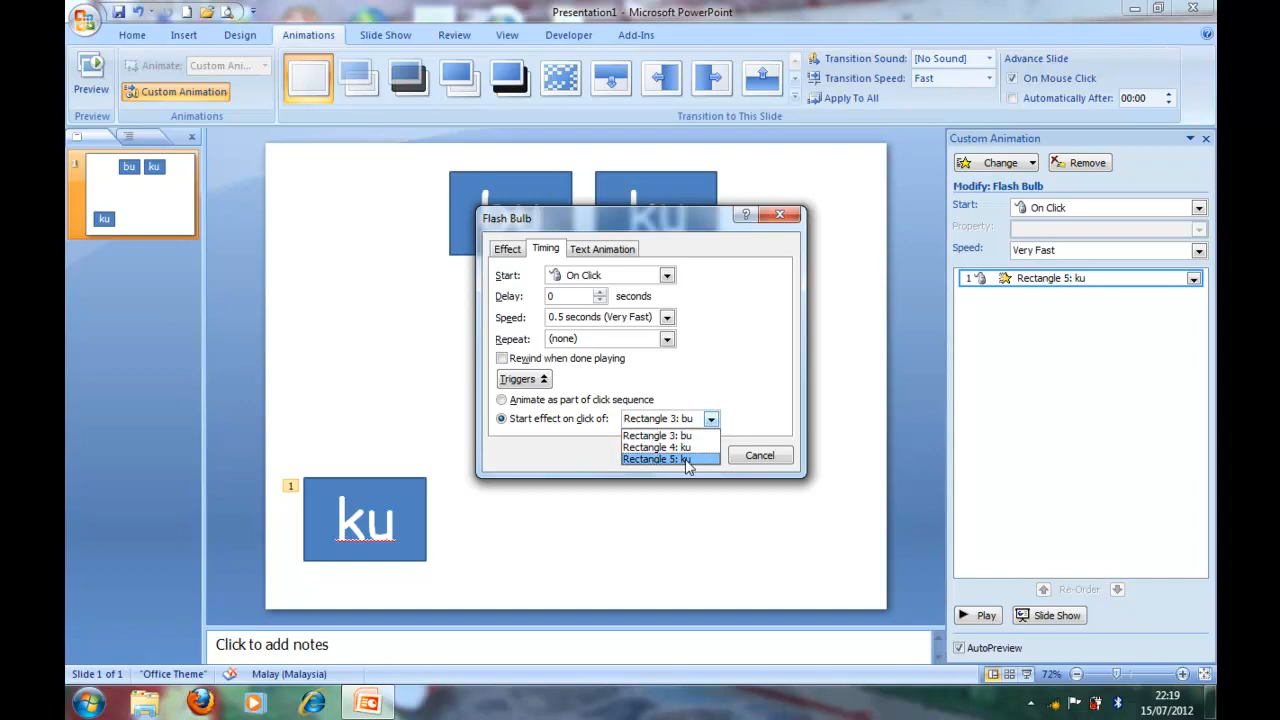 Presentation1 - Microsoft PowerPoint
Home Insert Design Animations Slide Show Review View Developer Add-Ins
Preview
Animate: Custom Ani...
Custom Animation
Transition Sound: [No Sound]
Transition Speed: Fast
Apply To All
Advance Slide
On Mouse Click
Automatically After: 00:00
Preview Animations Transition to This Slide
1
bu ku
ku
ku
Flash Bulb
Effect Timing Text Animation
Start: On Click
Delay: 0 seconds
Speed: 0.5 seconds (Very Fast)
Repeat: (none)
Rewind when done playing
Triggers
Animate as part of click sequence
Start effect on click of: Rectangle 3: bu
Rectangle 3: bu
Rectangle 4: ku
Rectangle 5: ku
Cancel
1
ku
Custom Animation
Change Remove
Modify: Flash Bulb
Start: On Click
Property:
Speed:
Very Fast
1 Rectangle 5: ku
Re-Order
Play Slide Show
AutoPreview
Click to add notes
Slide 1 of 1 "Office Theme" Malay (Malaysia) 72%
22:19
15/07/2012